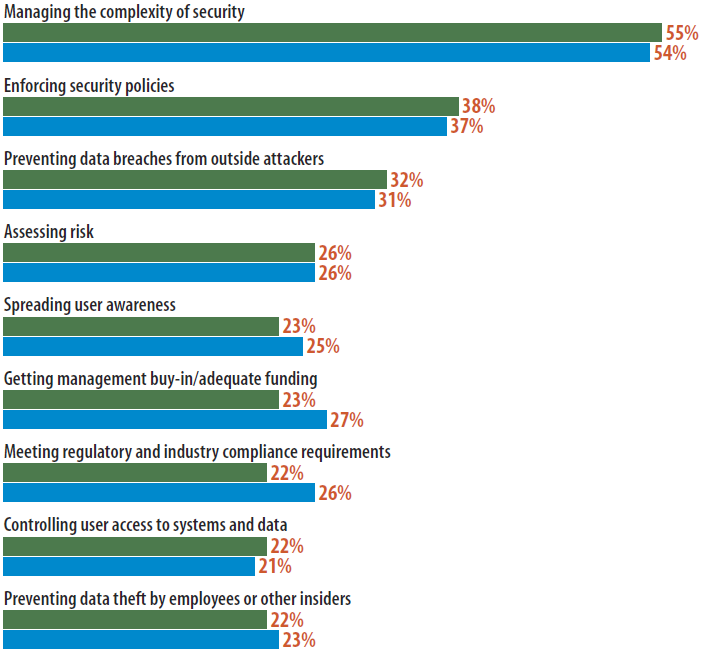 Managing the complexity of security
55%
54%
Enforcing security policies
38%
37%
Preventing data breaches from outside attackers
32%
31%
Assessing risk
26%
26%
Spreading user awareness
23%
25%
Getting management buy-in/adequate funding
23%
27%
Meeting regulatory and industry compliance requirements
22%
26%
Controlling user access to systems and data
22%
21%
Preventing data theft by employees or other insiders
22%
23%